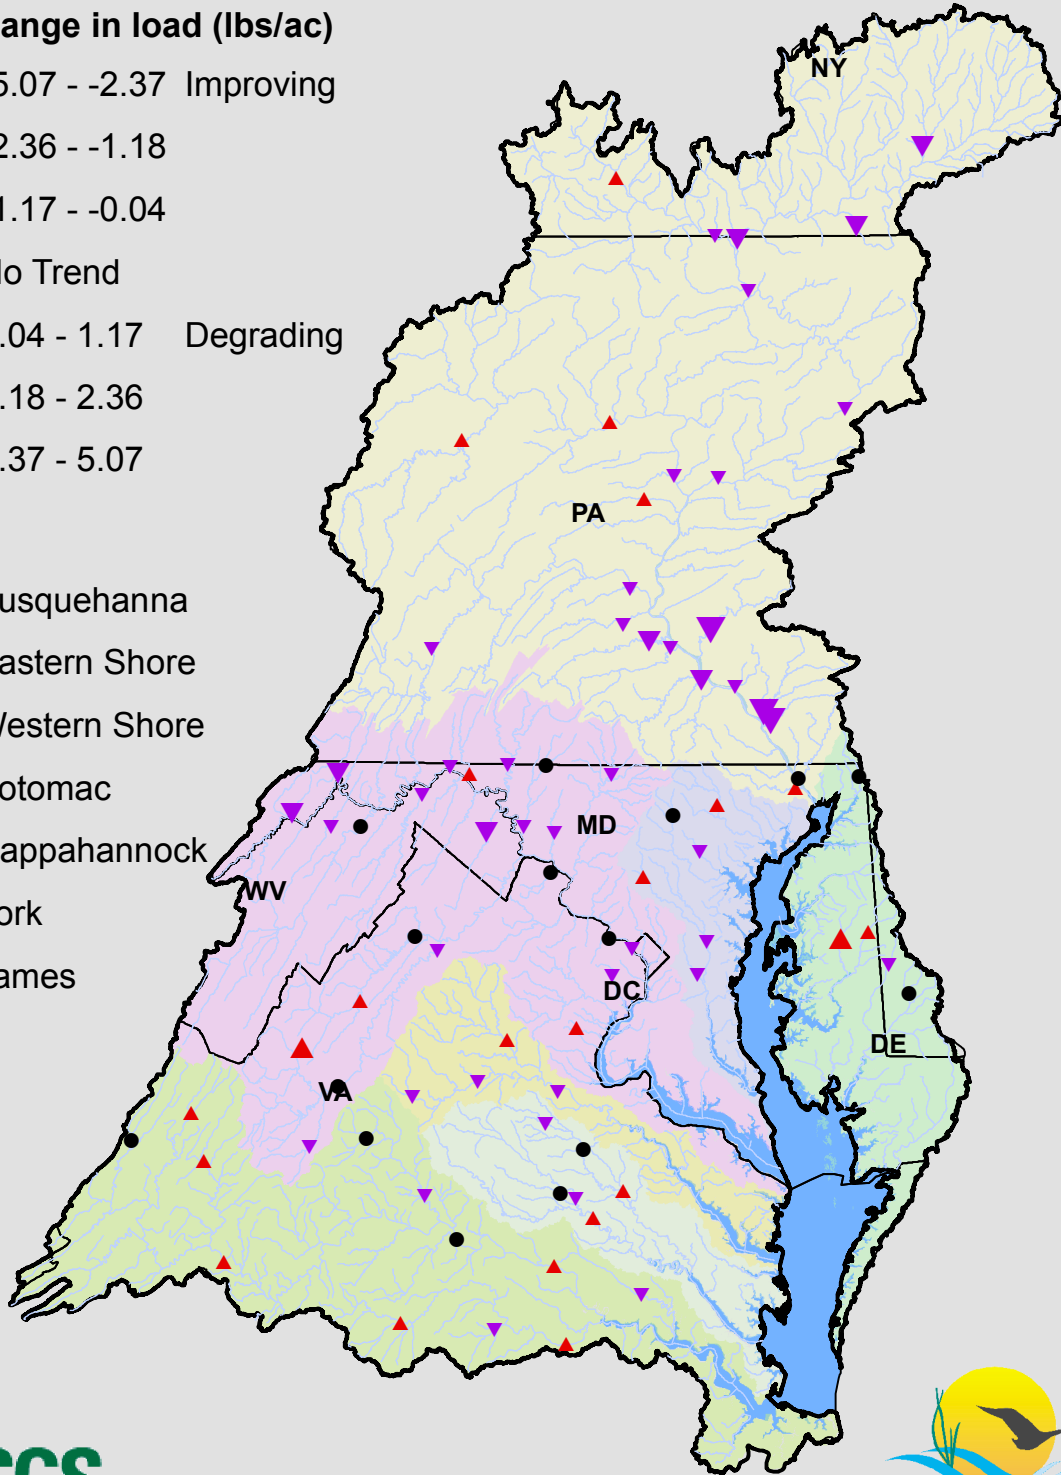 ange in load (lbs/ac)
5.07 - -2.37 Improving
2.36 - -1.18
1.17 - -0.04
lo Trend
.04 - 1.17 Degrading
.18 - 2.36
.37 - 5.07
usquehanna
astern Shore
Western Shore
otomac
appahannock
ork
ames
NY
PA
MD
WV
DC
DE
VA